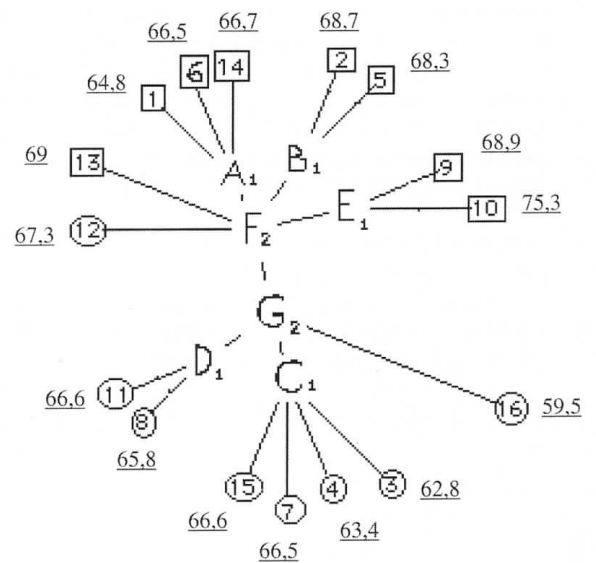 66,5 66,7 68,7
6 14 2
64,8 1 5 68,3
69 13 A₁ B₁ 9 68,9
E₁ 10 75,3
67,3 12 F₂
G₂
D₁ C₁
66,6 11 16 59,5
8
65,8
15 7 4 3 62,8
66,6 63,4
66,5